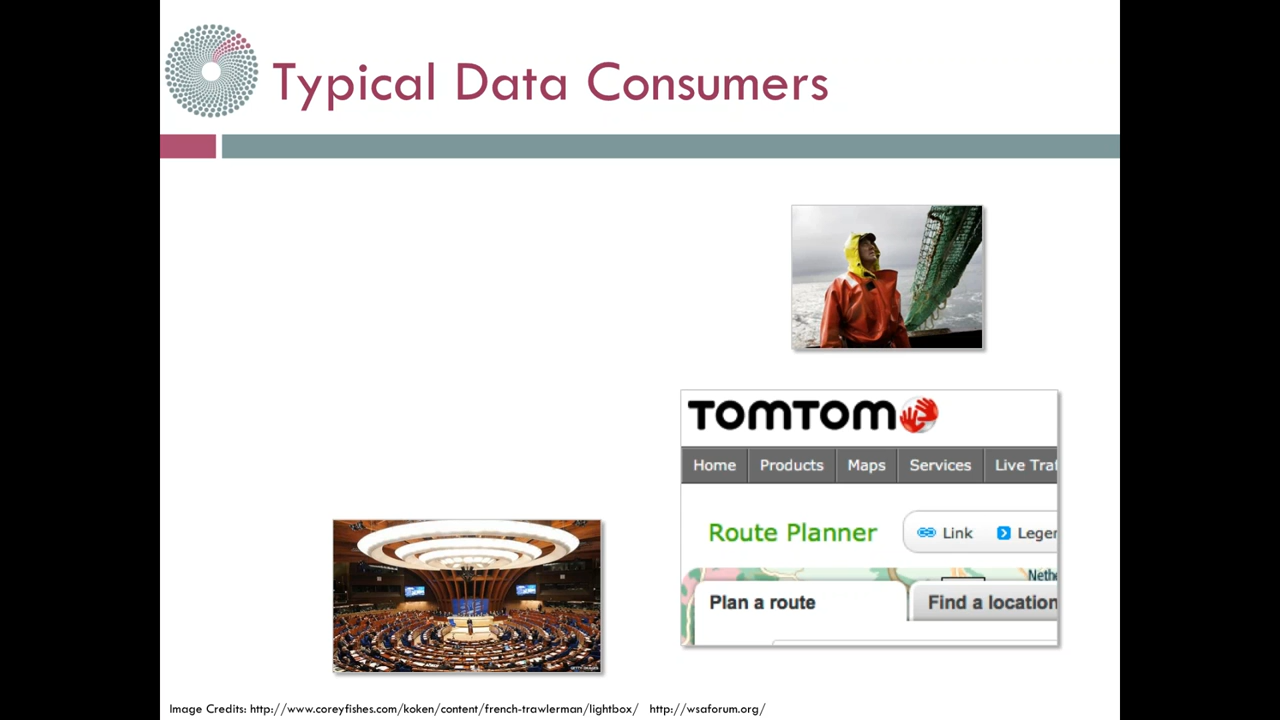 Typical Data Consumers
TOMTOM
Home Products Maps Services Live Traf
Route Planner
Link Legen
Nethe
Plan a route
Find a location
Image Credits: http://www.coreyfishes.com/koken/content/french-trawlerman/lightbox/ http://wsaforum.org/